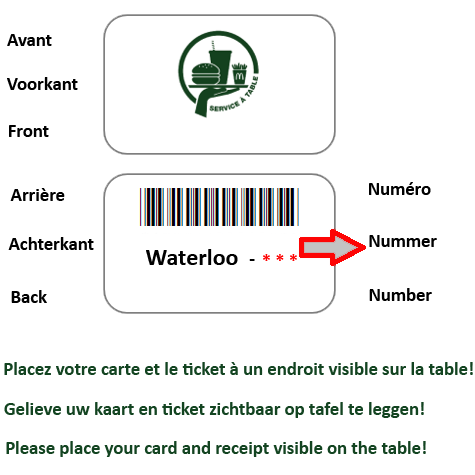 Avant
Voorkant
Front
SERVICE À TABLE
Arrière
Achterkant
Back
Waterloo - * * *
Numéro
Nummer
Number
Placez votre carte et le ticket à un endroit visible sur la table!
Gelieve uw kaart en ticket zichtbaar op tafel te leggen!
Please place your card and receipt visible on the table!